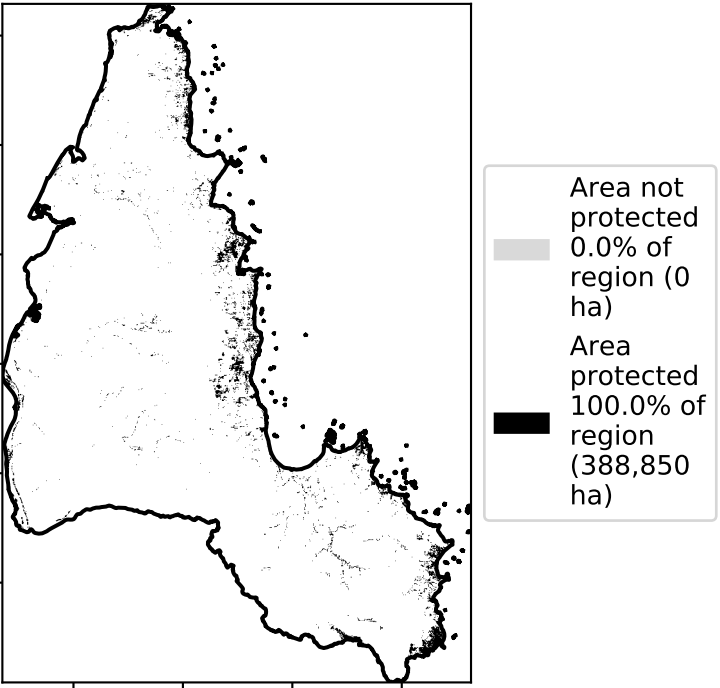 Area not
protected
0.0% of
region (0
ha)
Area
protected
100.0% of
region
(388,850
ha)